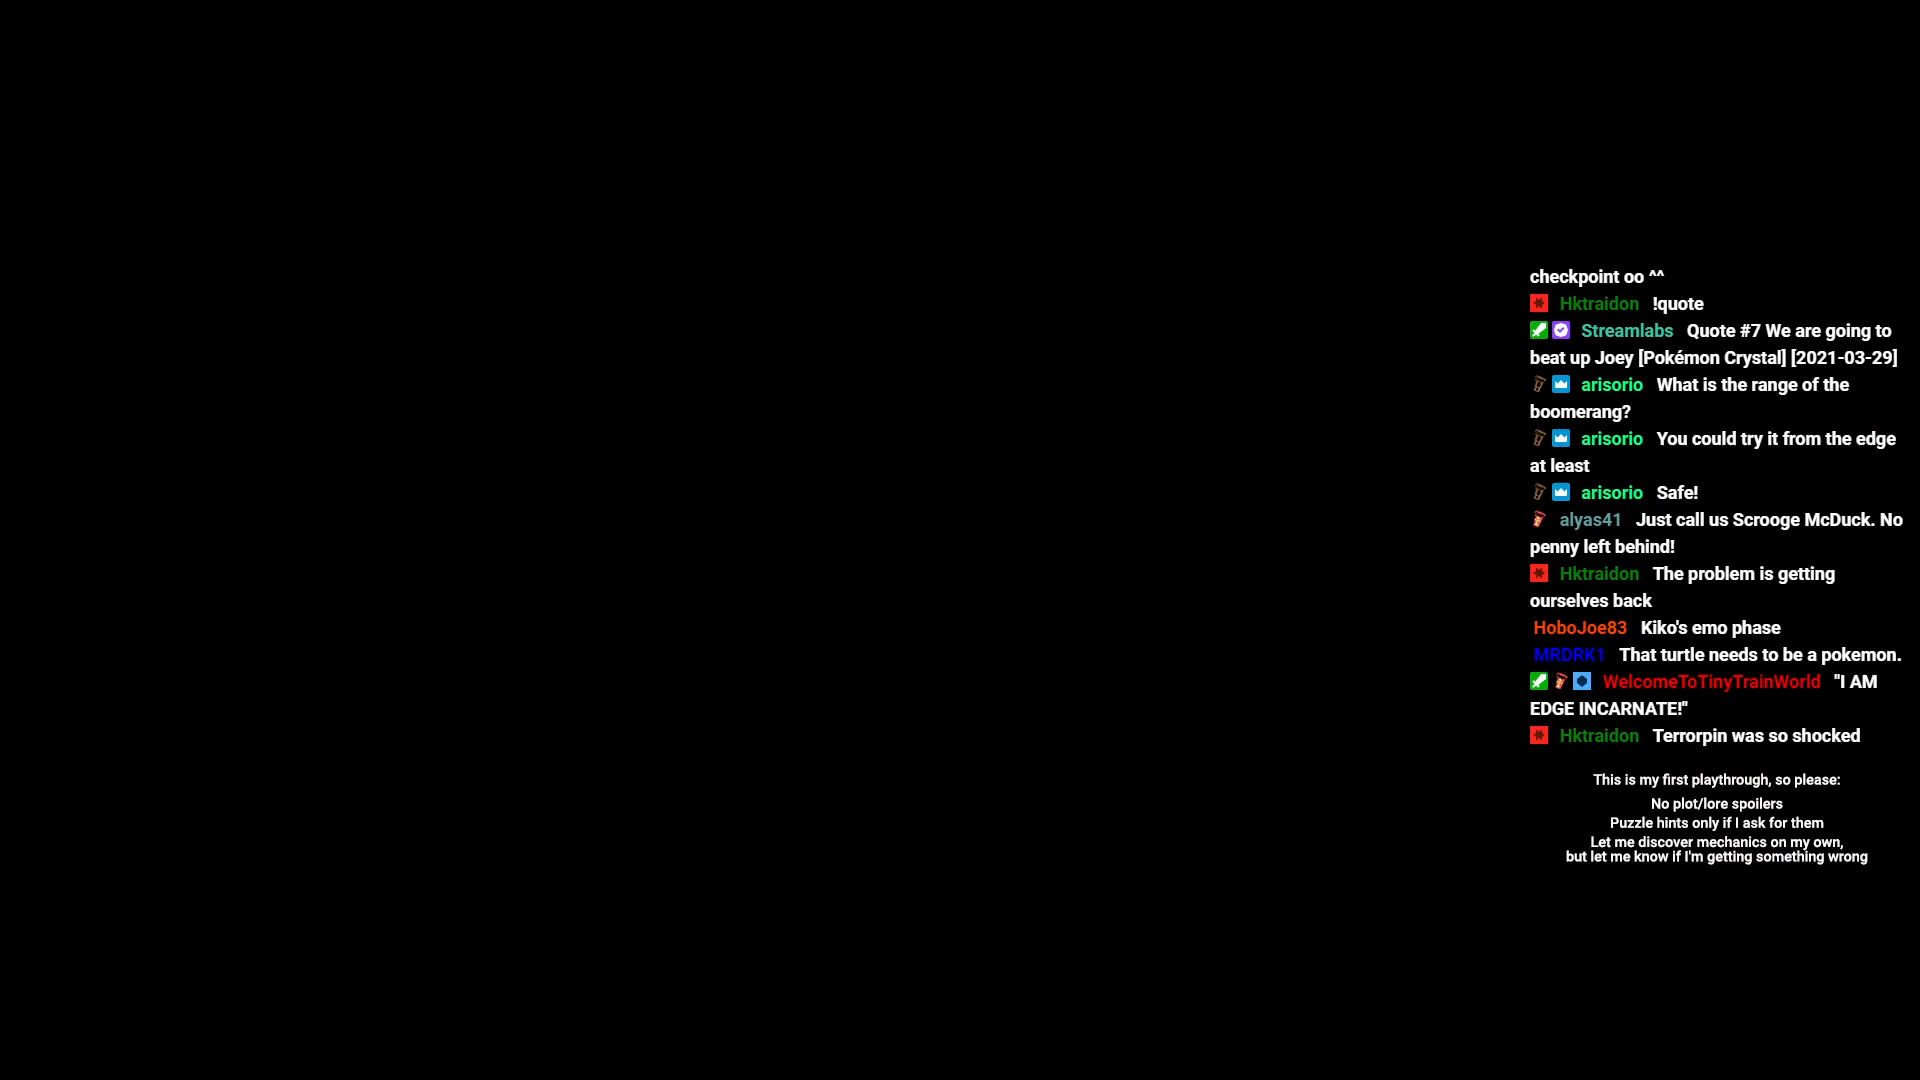 checkpoint oo ^^
Hktraidon !quote
Streamlabs Quote #7 We are going to
beat up Joey [Pokémon Crystal] [2021-03-29]
arisorio What is the range of the
boomerang?
arisorio You could try it from the edge
at least
arisorio Safe!
alyas41 Just call us Scrooge McDuck. No
penny left behind!
Hktraidon The problem is getting
ourselves back
HoboJoe83 Kiko's emo phase
MRDRK1 That turtle needs to be a pokemon.
WelcomeToTinyTrainWorld "I AM
EDGE INCARNATE!"
Hktraidon Terrorpin was so shocked
This is my first playthrough, so please:
No plot/lore spoilers
Puzzle hints only if I ask for them
Let me discover mechanics on my own,
but let me know if I'm getting something wrong